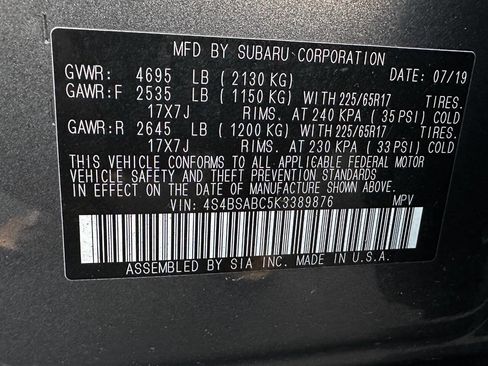 MFD BY SUBARU CORPORATION
GVWR: 4695 LB ( 2130 KG) DATE: 07/19
GAWR:F 2535 LB ( 1150 KG) WITH 225/65R17 TIRES.
17X7J RIMS. AT 240 KPA ( 35 PSI) COLD
GAWR:R 2645 LB ( 1200 KG) WITH 225/65R17 TIRES.
17X7J RIMS. AT 230 KPA ( 33 PSI) COLD
THIS VEHICLE CONFORMS TO ALL APPLICABLE FEDERAL MOTOR
VEHICLE SAFETY AND THEFT PREVENTION STANDARDS
IN EFFECT ON THE DATE OF MANUFACTURE SHOWN ABOVE.
VIN: 4S4BSABC5K3389876 MPV
ASSEMBLED BY SIA INC. MADE IN U.S.A.